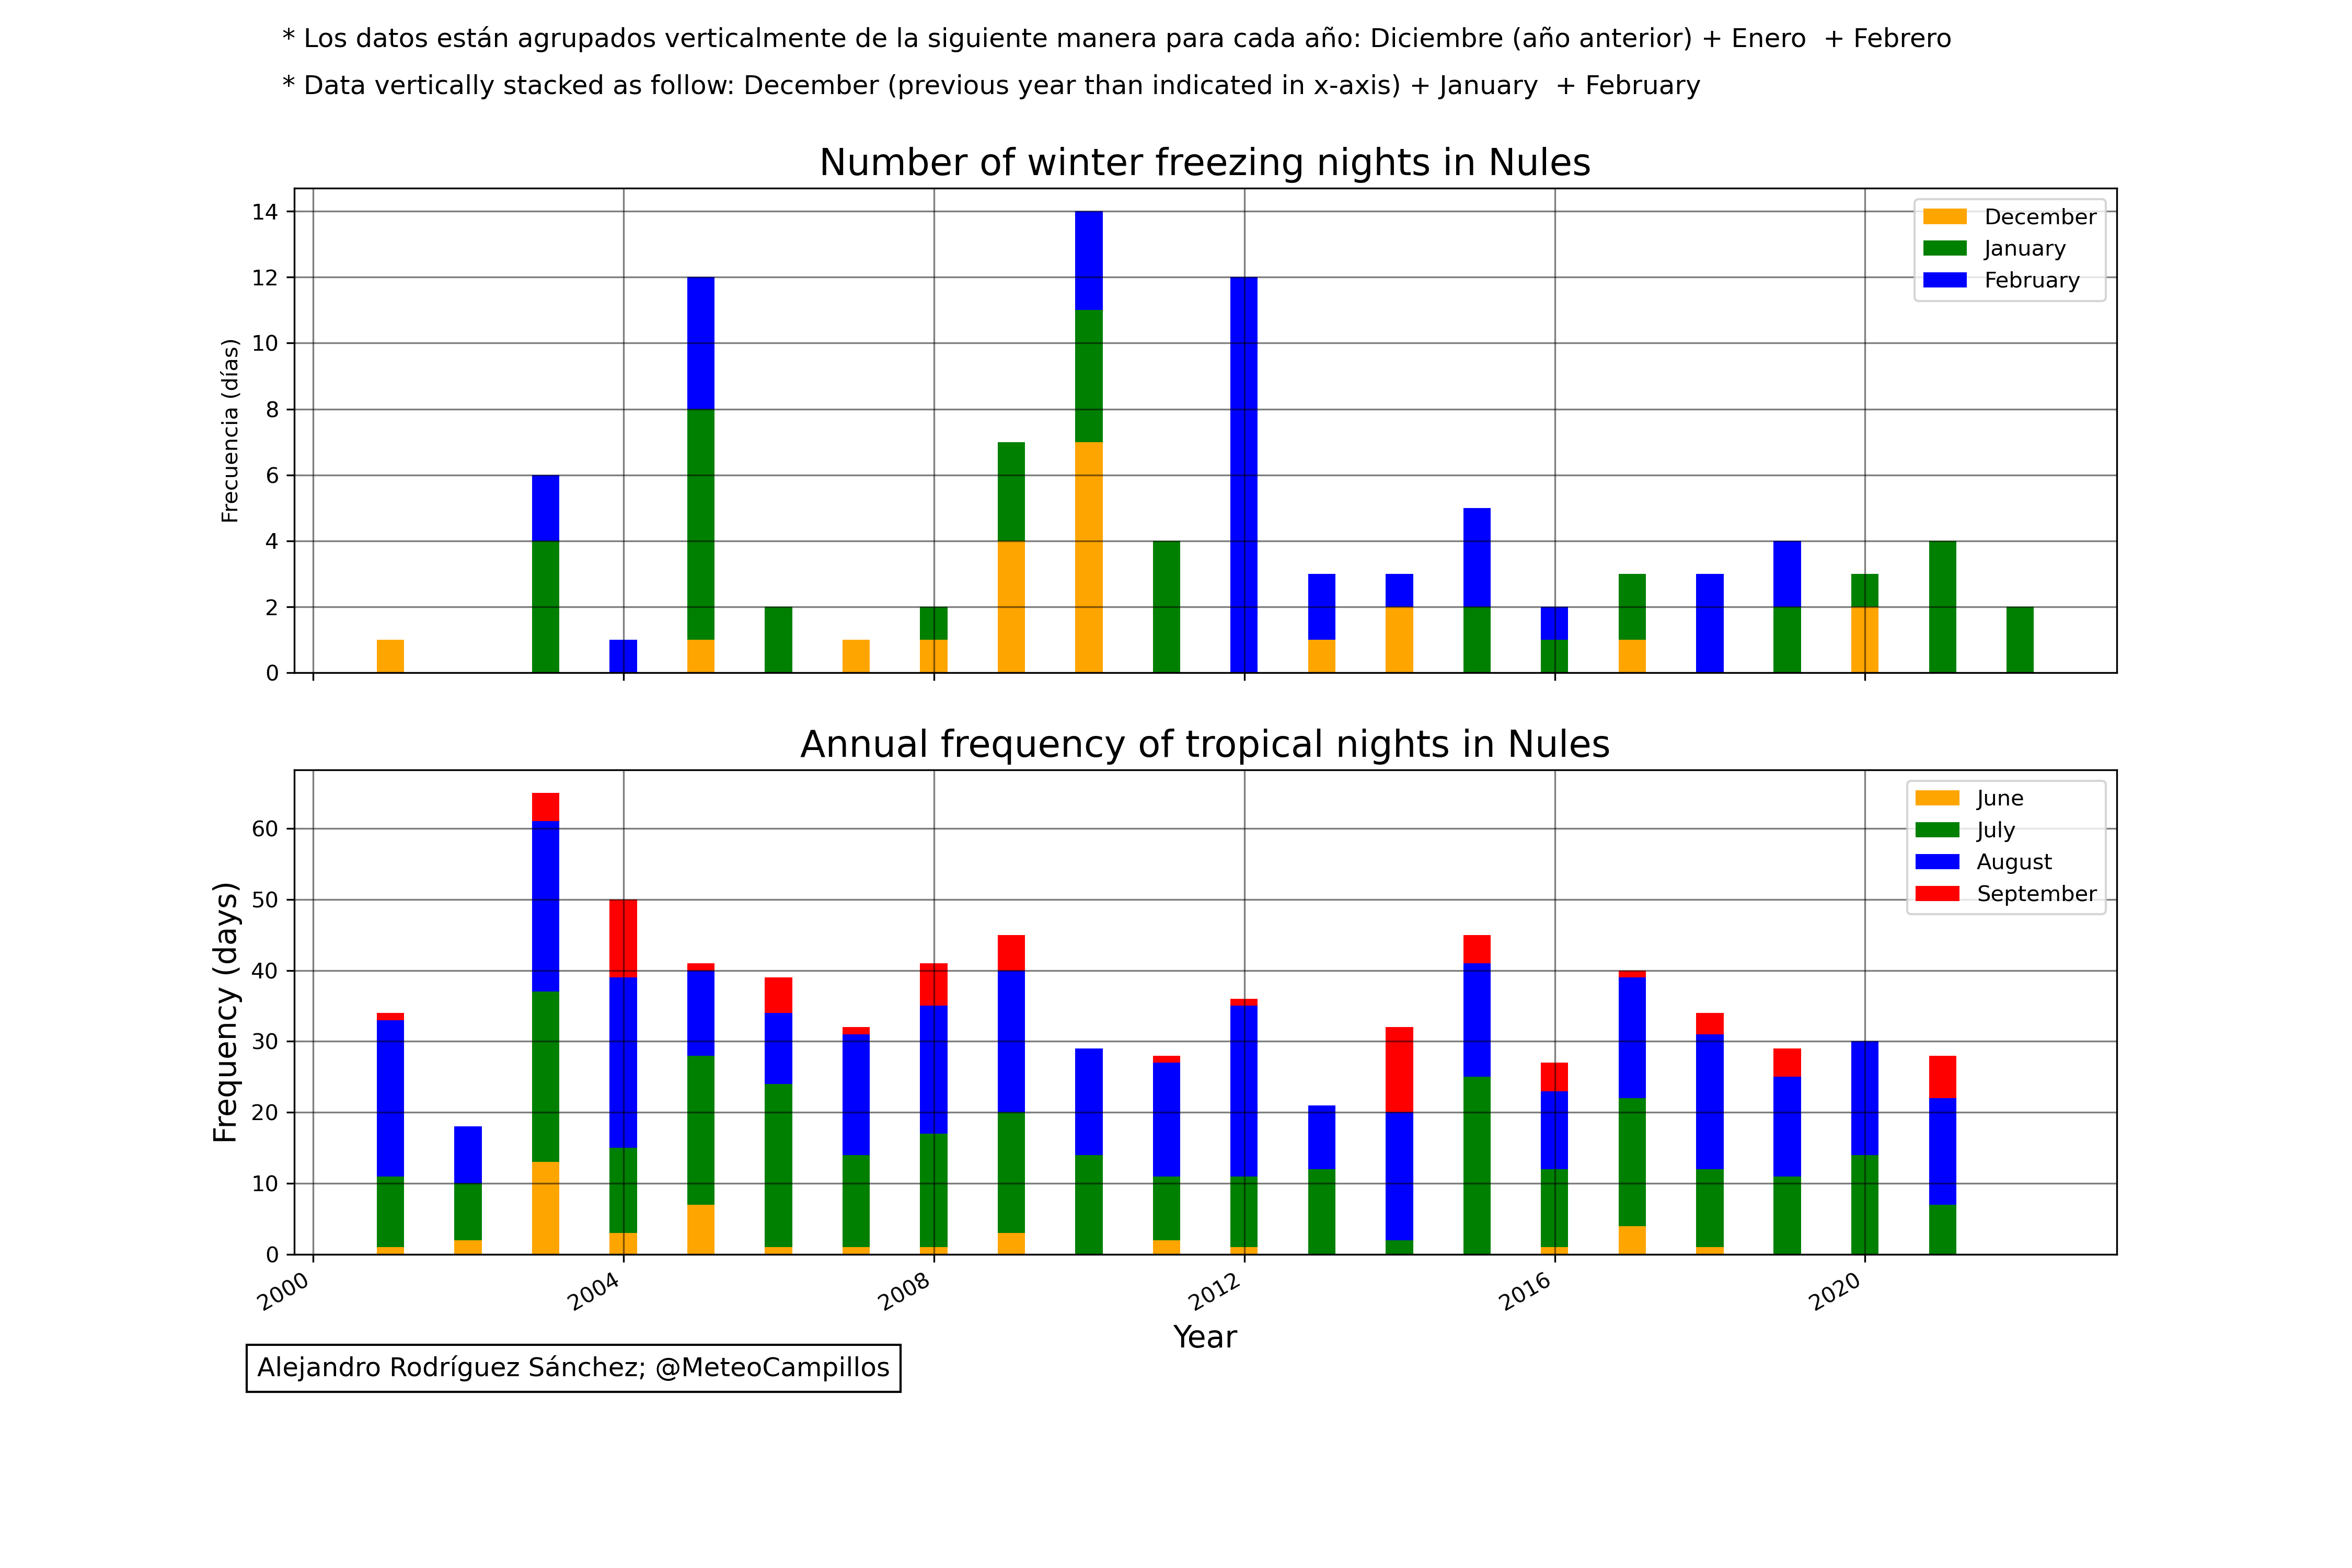 * Los datos están agrupados verticalmente de la siguiente manera para cada año: Diciembre (año anterior) + Enero  + Febrero
* Data vertically stacked as follow: December (previous year than indicated in x-axis) + January  + February
Number of winter freezing nights in Nules
14
12
10
8
6
4
2
0
Frecuencia (días)
December
January
February
Annual frequency of tropical nights in Nules
60
50
40
30
20
10
0
Frequency (days)
June
July
August
September
2000
2004
2008
2012
2016
2020
Year
Alejandro Rodríguez Sánchez; @MeteoCampillos